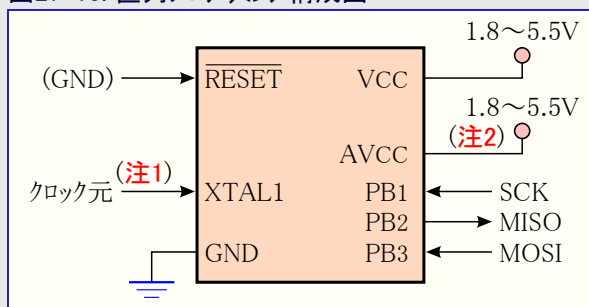 1.8～5.5V
(GND)
RESET
VCC
1.8～5.5V
(注2)
AVCC
クロック元
(注1)
XTAL1
PB1
SCK
PB2
MISO
GND
PB3
MOSI